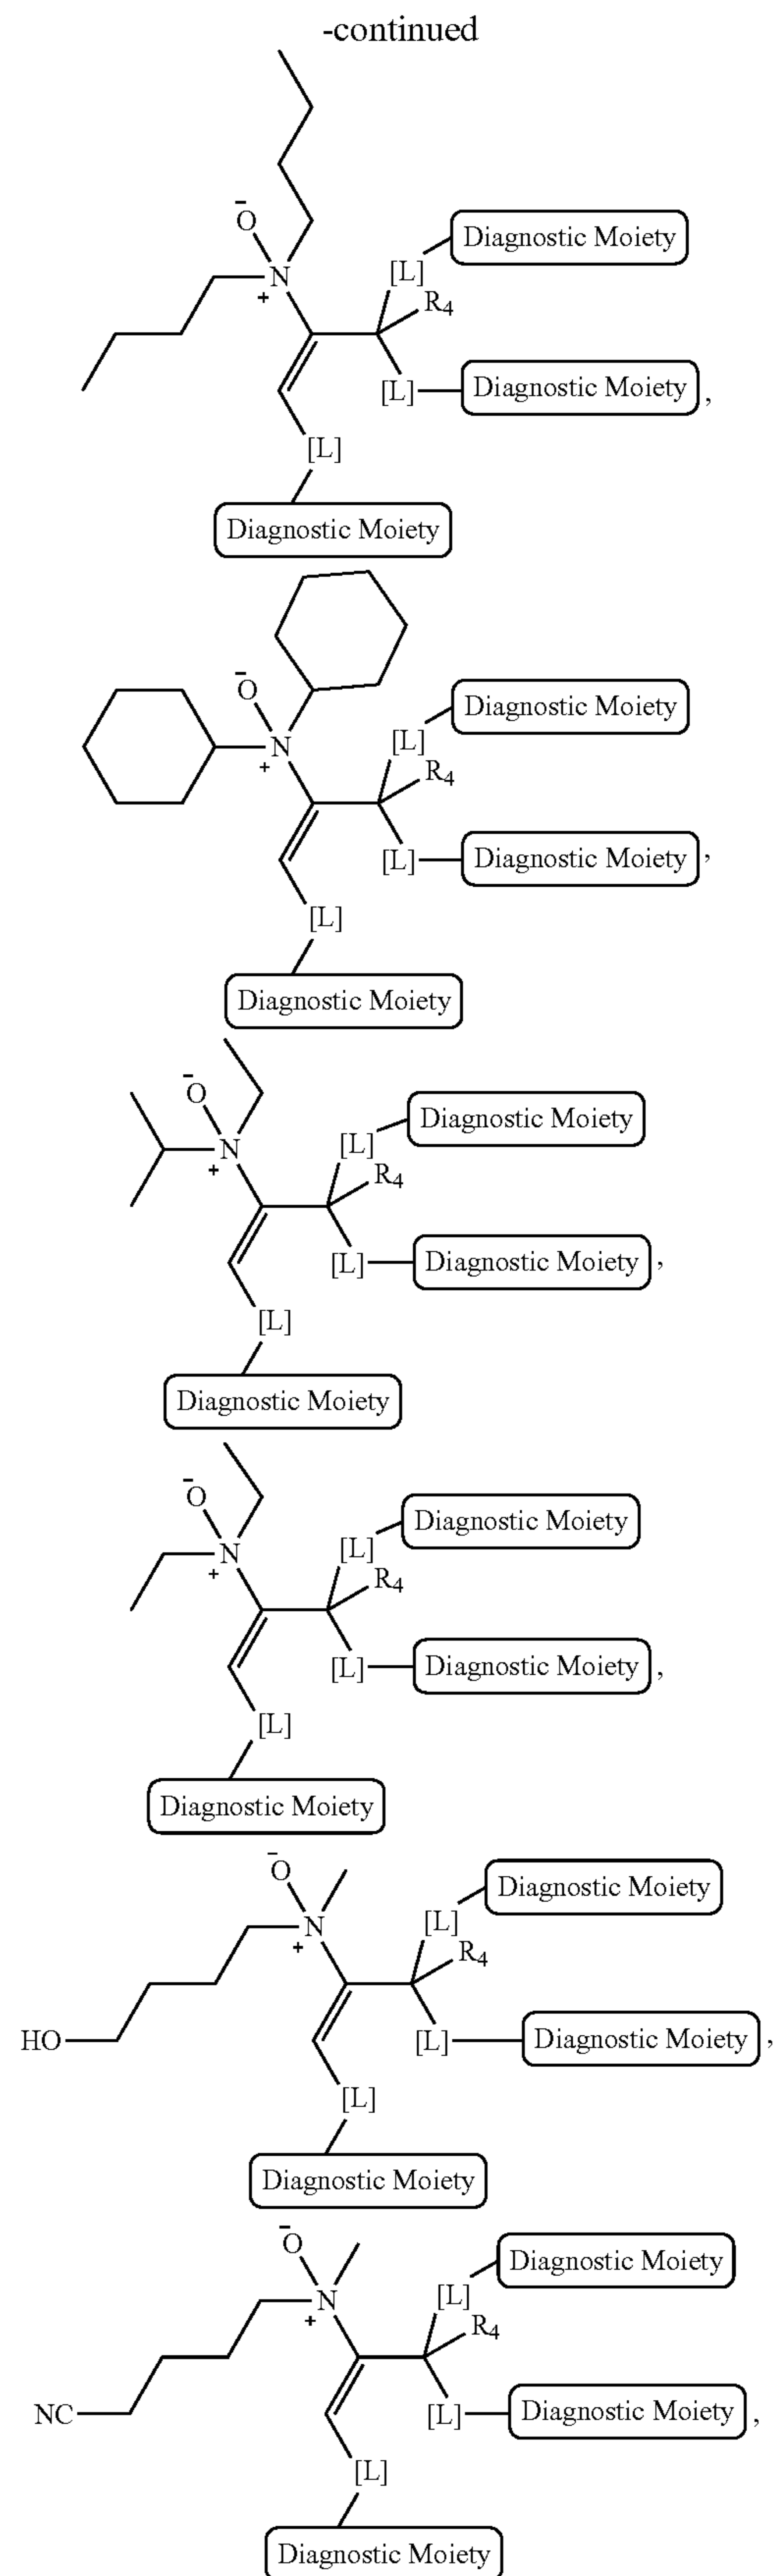 -continued
O
N
+
[L]
Diagnostic Moiety
R4
[L]
Diagnostic Moiety ,
[L]
Diagnostic Moiety
O
N
+
[L]
Diagnostic Moiety
R4
[L]
Diagnostic Moiety ,
[L]
Diagnostic Moiety
O
N
+
[L]
Diagnostic Moiety
R4
[L]
Diagnostic Moiety ,
[L]
Diagnostic Moiety
O
N
+
[L]
Diagnostic Moiety
R4
[L]
Diagnostic Moiety ,
[L]
Diagnostic Moiety
O
N
+
[L]
Diagnostic Moiety
R4
HO
[L]
Diagnostic Moiety ,
[L]
Diagnostic Moiety
O
N
+
[L]
Diagnostic Moiety
R4
NC
[L]
Diagnostic Moiety ,
[L]
Diagnostic Moiety